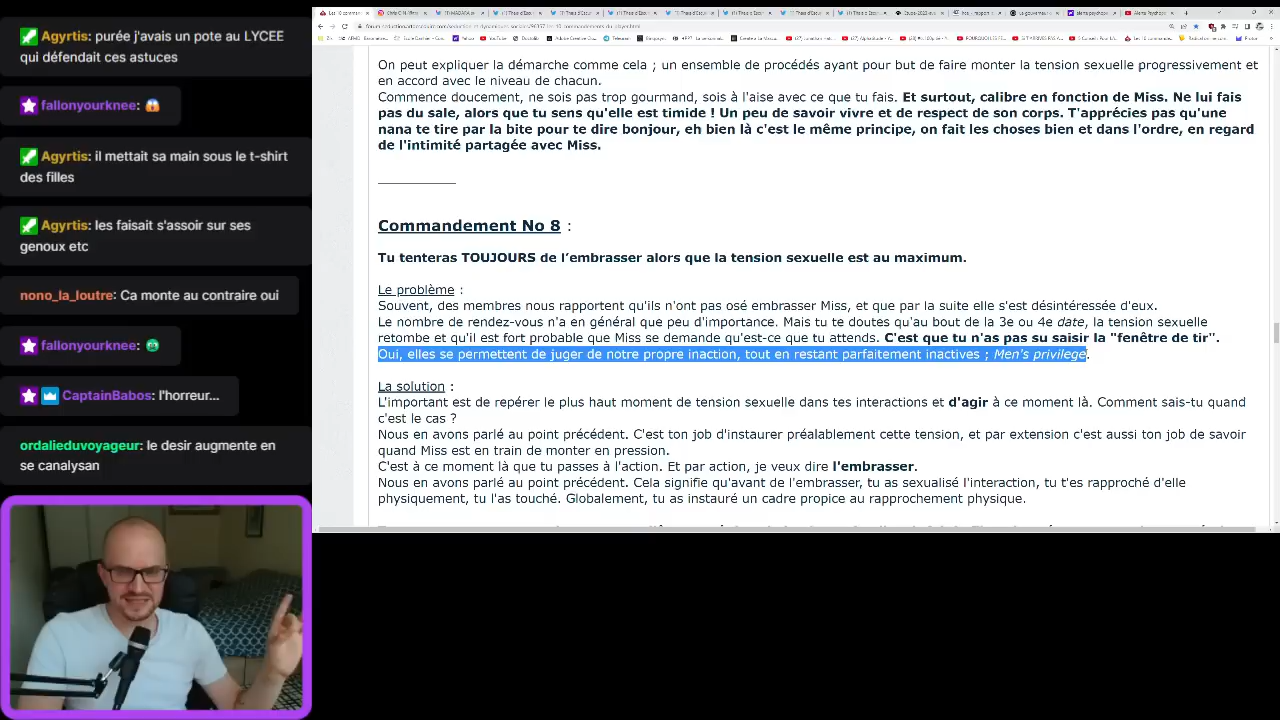 Agyrtis: purée j'avais un pote au LYCEE
qui défendait ces astuces
fallonyourknee:
Agyrtis: il mettait sa main sous le t-shirt
des filles
Agyrtis: les faisait s'assoir sur ses
genoux etc
nono_la_loutre: Ca monte au contraire oui
fallonyourknee:
CaptainBabos: l'horreur...
ordalieduvoyageur: le desir augmente en
se canalysan
On peut expliquer la démarche comme cela ; un ensemble de procédés ayant pour but de faire monter la tension sexuelle progressivement et
en accord avec le niveau de chacun.
Commence doucement, ne sois pas trop gourmand, sois à l'aise avec ce que tu fais. Et surtout, calibre en fonction de Miss. Ne lui fais
pas du sale, alors que tu sens qu'elle est timide ! Un peu de savoir vivre et de respect de son corps. T'apprécies pas qu'une
nana te tire par la bite pour te dire bonjour, eh bien là c'est le même principe, on fait les choses bien et dans l'ordre, en regard
de l'intimité partagée avec Miss.
Commandement No 8 :
Tu tenteras TOUJOURS de l'embrasser alors que la tension sexuelle est au maximum.
Le problème :
Souvent, des membres nous rapportent qu'ils n'ont pas osé embrasser Miss, et que par la suite elle s'est désintéressée d'eux.
Le nombre de rendez-vous n'a en général que peu d'importance. Mais tu te doutes qu'au bout de la 3e ou 4e date, la tension sexuelle
retombe et qu'il est fort probable que Miss se demande qu'est-ce que tu attends. C'est que tu n'as pas su saisir la "fenêtre de tir".
Oui, elles se permettent de juger de notre propre inaction, tout en restant parfaitement inactives ; Men's privilege.
La solution :
L'important est de repérer le plus haut moment de tension sexuelle dans tes interactions et d'agir à ce moment là. Comment sais-tu quand
c'est le cas ?
Nous en avons parlé au point précédent. C'est ton job d'instaurer préalablement cette tension, et par extension c'est aussi ton job de savoir
quand Miss est en train de monter en pression.
C'est à ce moment là que tu passes à l'action. Et par action, je veux dire l'embrasser.
Nous en avons parlé au point précédent. Cela signifie qu'avant de l'embrasser, tu as sexualisé l'interaction, tu t'es rapproché d'elle
physiquement, tu l'as touché. Globalement, tu as instauré un cadre propice au rapprochement physique.